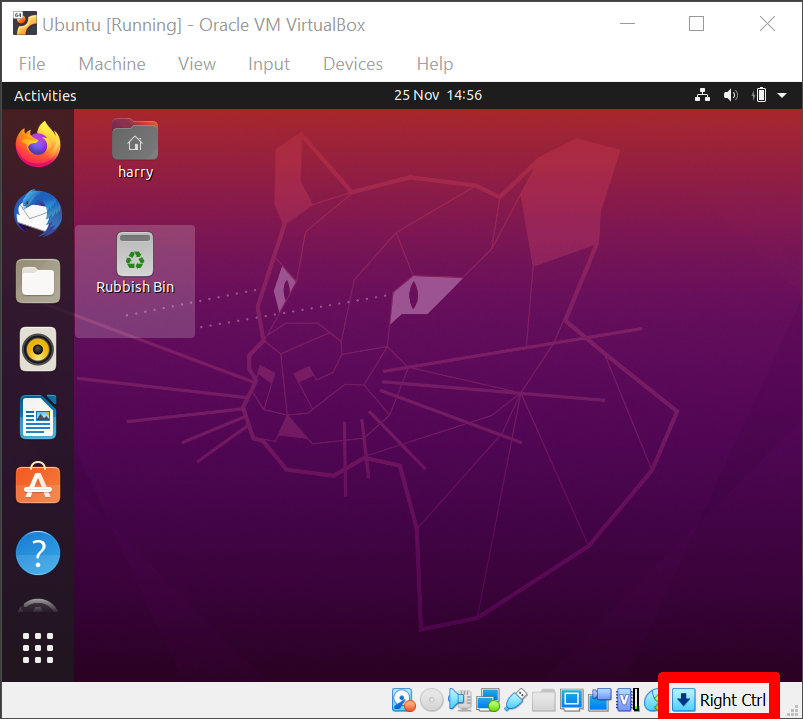 Ubuntu [Running] - Oracle VM VirtualBox
File Machine View Input Devices Help
Activities 25 Nov 14:56
harry
Rubbish Bin
Right Ctrl